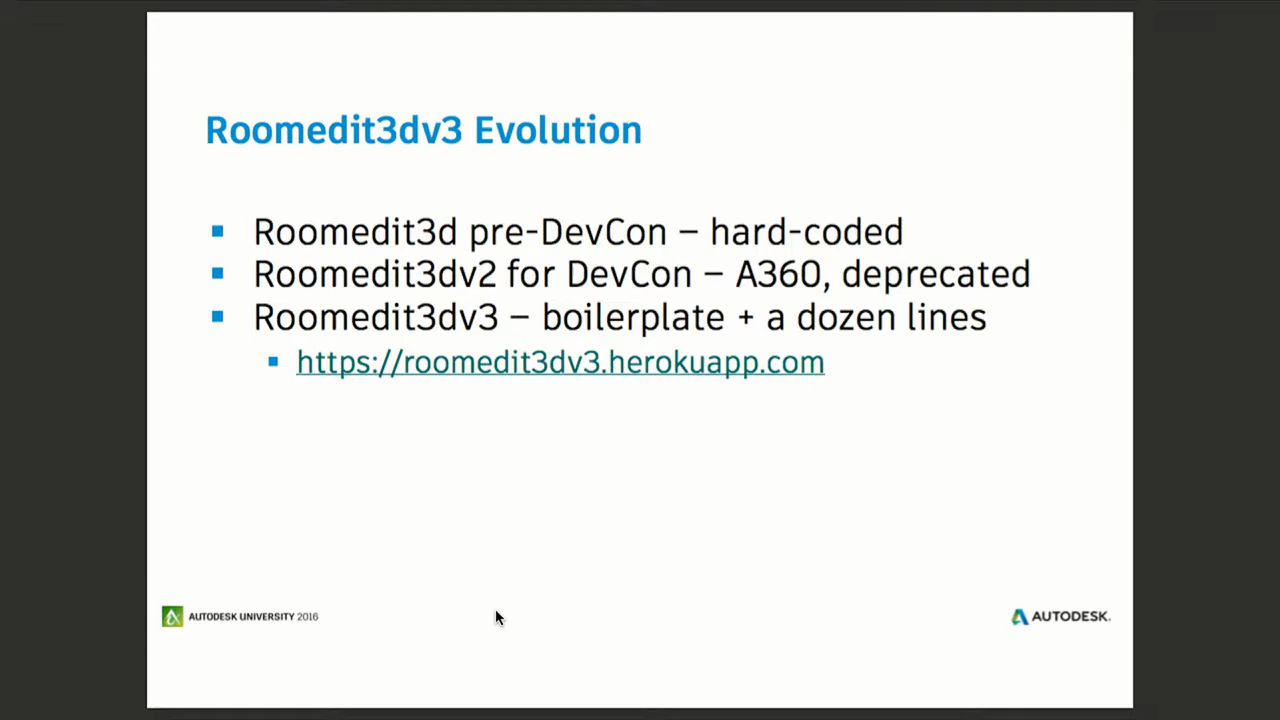 Roomedit3dv3 Evolution
Roomedit3d pre-DevCon – hard-coded
Roomedit3dv2 for DevCon – A360, deprecated
Roomedit3dv3 – boilerplate + a dozen lines
https://roomedit3dv3.herokuapp.com
AUTODESK UNIVERSITY 2016
AUTODESK.